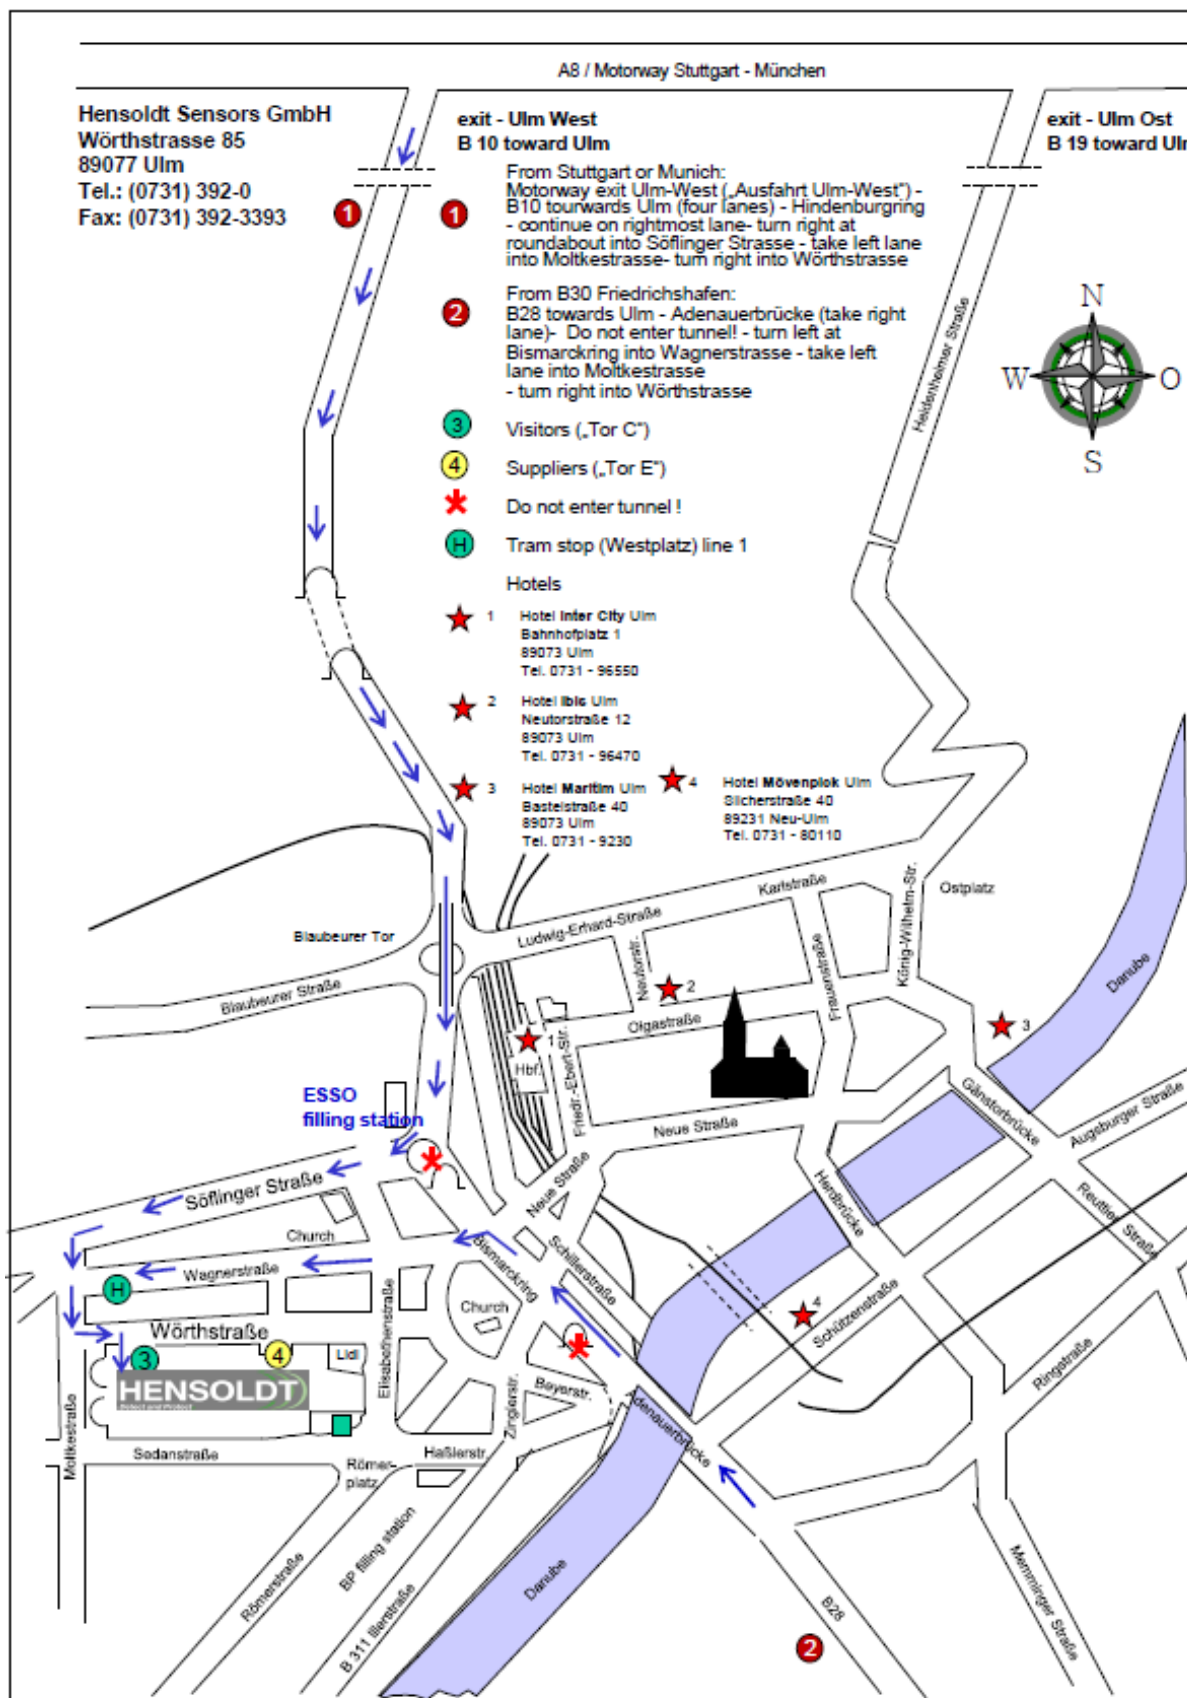 A8 / Motorway Stuttgart - München
Hensoldt Sensors GmbH
Wörthstrasse 85
89077 Ulm
Tel.: (0731) 392-0
Fax: (0731) 392-3393
exit - Ulm West
B 10 toward Ulm
exit - Ulm Ost
B 19 toward Ulm
1
1
From Stuttgart or Munich:
Motorway exit Ulm-West („Ausfahrt Ulm-West") -
B10 tourwards Ulm (four lanes) - Hindenburgring
- continue on rightmost lane- turn right at
roundabout into Söflinger Strasse - take left lane
into Moltkestrasse- turn right into Wörthstrasse
2
From B30 Friedrichshafen:
B28 towards Ulm - Adenauerbrücke (take right
lane)- Do not enter tunnel! - turn left at
Bismarckring into Wagnerstrasse - take left
lane into Moltkestrasse
- turn right into Wörthstrasse
3 Visitors („Tor C")
4 Suppliers („Tor E")
Do not enter tunnel !
H Tram stop (Westplatz) line 1
Hotels
1 Hotel Inter City Ulm
Bahnhofplatz 1
89073 Ulm
Tel. 0731 - 96550
2 Hotel Ibis Ulm
Neutorstraße 12
89073 Ulm
Tel. 0731 - 96470
3 Hotel Maritim Ulm
Bastelstraße 40
89073 Ulm
Tel. 0731 - 9230
4 Hotel Mövenpick Ulm
Silcherstraße 40
89231 Neu-Ulm
Tel. 0731 - 80110
N
W
O
S
Heidenheimer Straße
Karlstraße
Ludwig-Erhard-Straße
König-Wilhelm-Str.
Ostplatz
Blaubeurer Tor
Blaubeurer Straße
Neutorstr.
Frauenstraße
Danube
2
Olgastraße
3
1
Hbf.
Friedr.-Ebert-Str.
ESSO
filling station
Neue Straße
Gänstorbrücke
Augsburger Straße
Söflinger Straße
Neue Straße
Herdbrücke
Reuttier Straße
Church
Wagnerstraße
Bismarckring
Schillerstraße
H
Church
4
Schützenstraße
Wörthstraße
3
4
Lidl
Elisabethenstraße
Ringstraße
HENSOLDT
Detect and Protect
Beyerstr.
Zinglerstr.
Adenauerbrücke
Moltkestraße
Sedanstraße
Haßlerstr.
Römer-
platz
Römerstraße
BP filling station
B 311 Illerstraße
Danube
Memminger Straße
B28
2